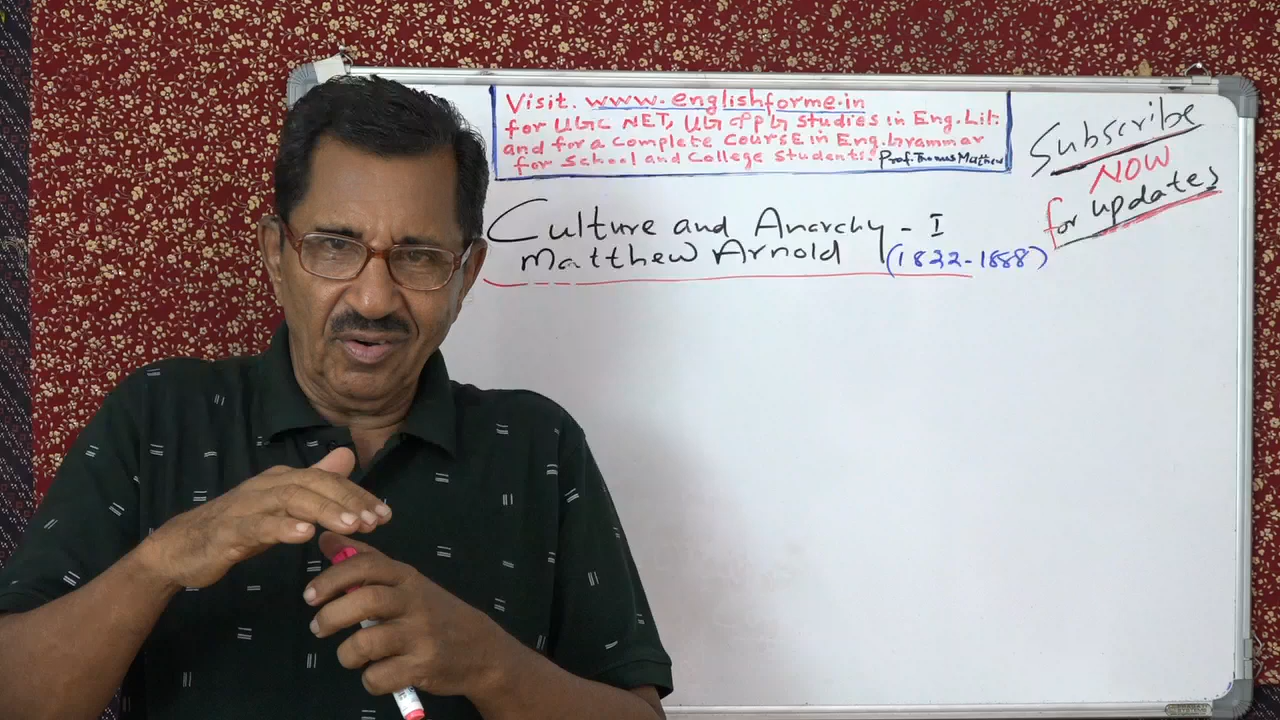 Visit. www.englishforme.in
for UGC NET, UG & PG Studies in Eng. Lit.
and for a Complete Course in Eng. Grammar
for School and College Students. Prof. Thomas Mathew
Subscribe
NOW
for updates
Culture and Anarchy - I
Matthew Arnold (1822-1888)